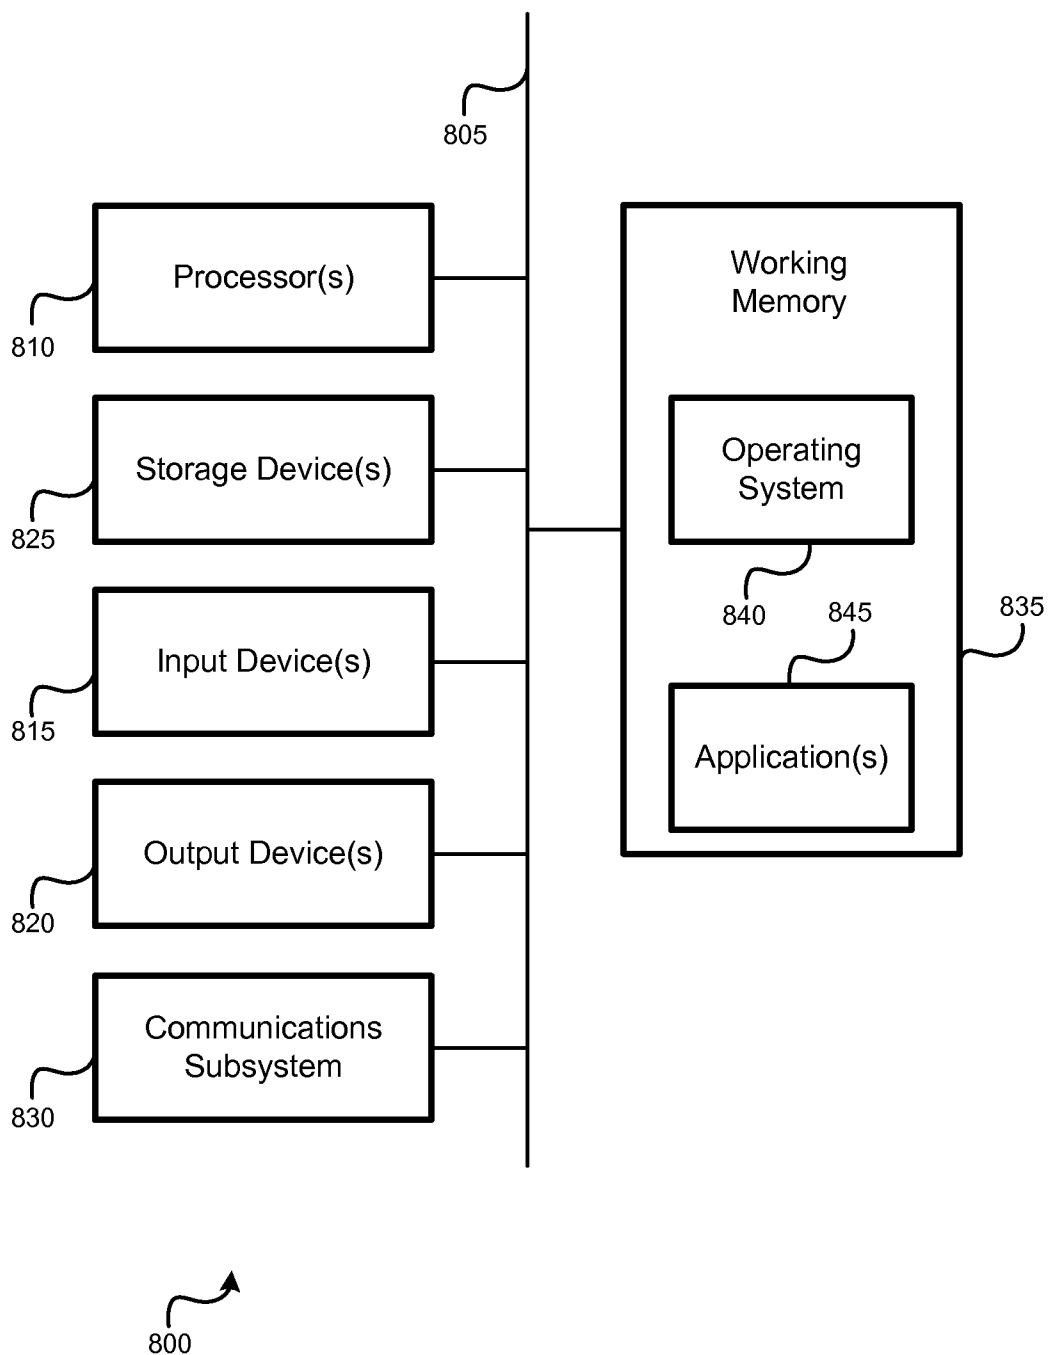 805
Processor(s)
810
Storage Device(s)
825
Input Device(s)
815
Output Device(s)
820
Communications
Subsystem
830
Working
Memory
Operating
System
840
845
835
Application(s)
800